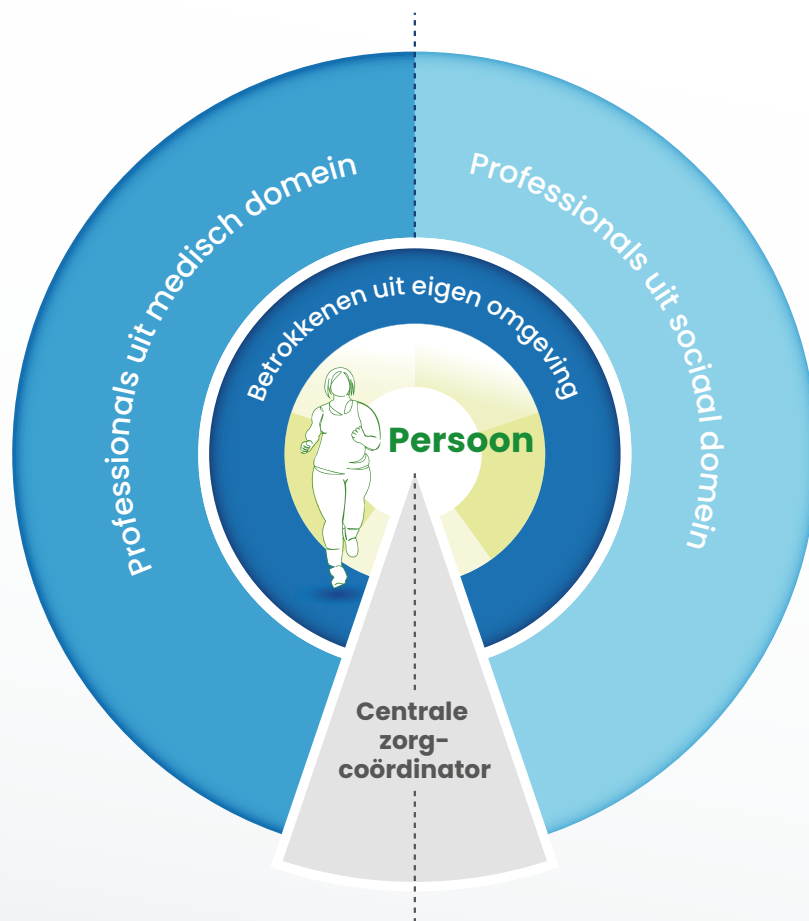 Professionals uit medisch domein
Professionals uit sociaal domein
Betrokkenen uit eigen omgeving
Persoon
Centrale
zorg-
coördinator